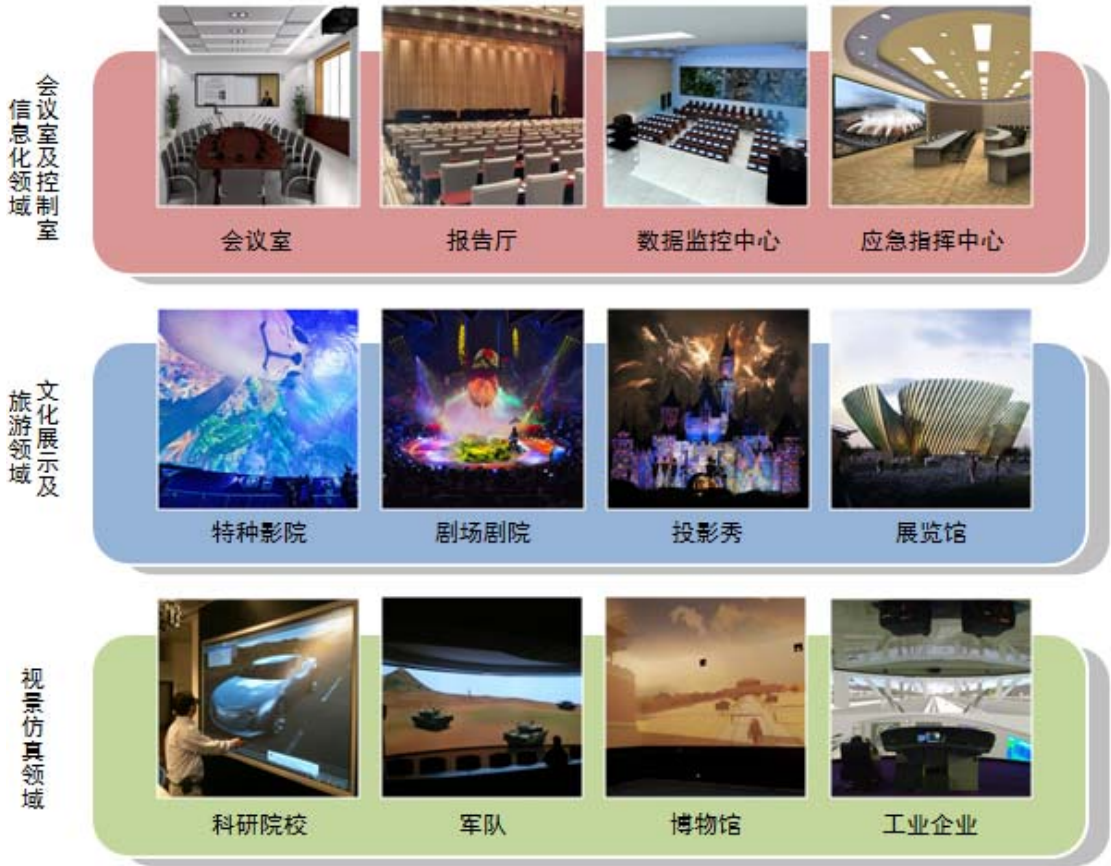 会议室及控制室
信息化领域
会议室
报告厅
数据监控中心
应急指挥中心
文化展示及
旅游领域
特种影院
剧场剧院
投影秀
展览馆
视景仿真领域
科研院校
军队
博物馆
工业企业